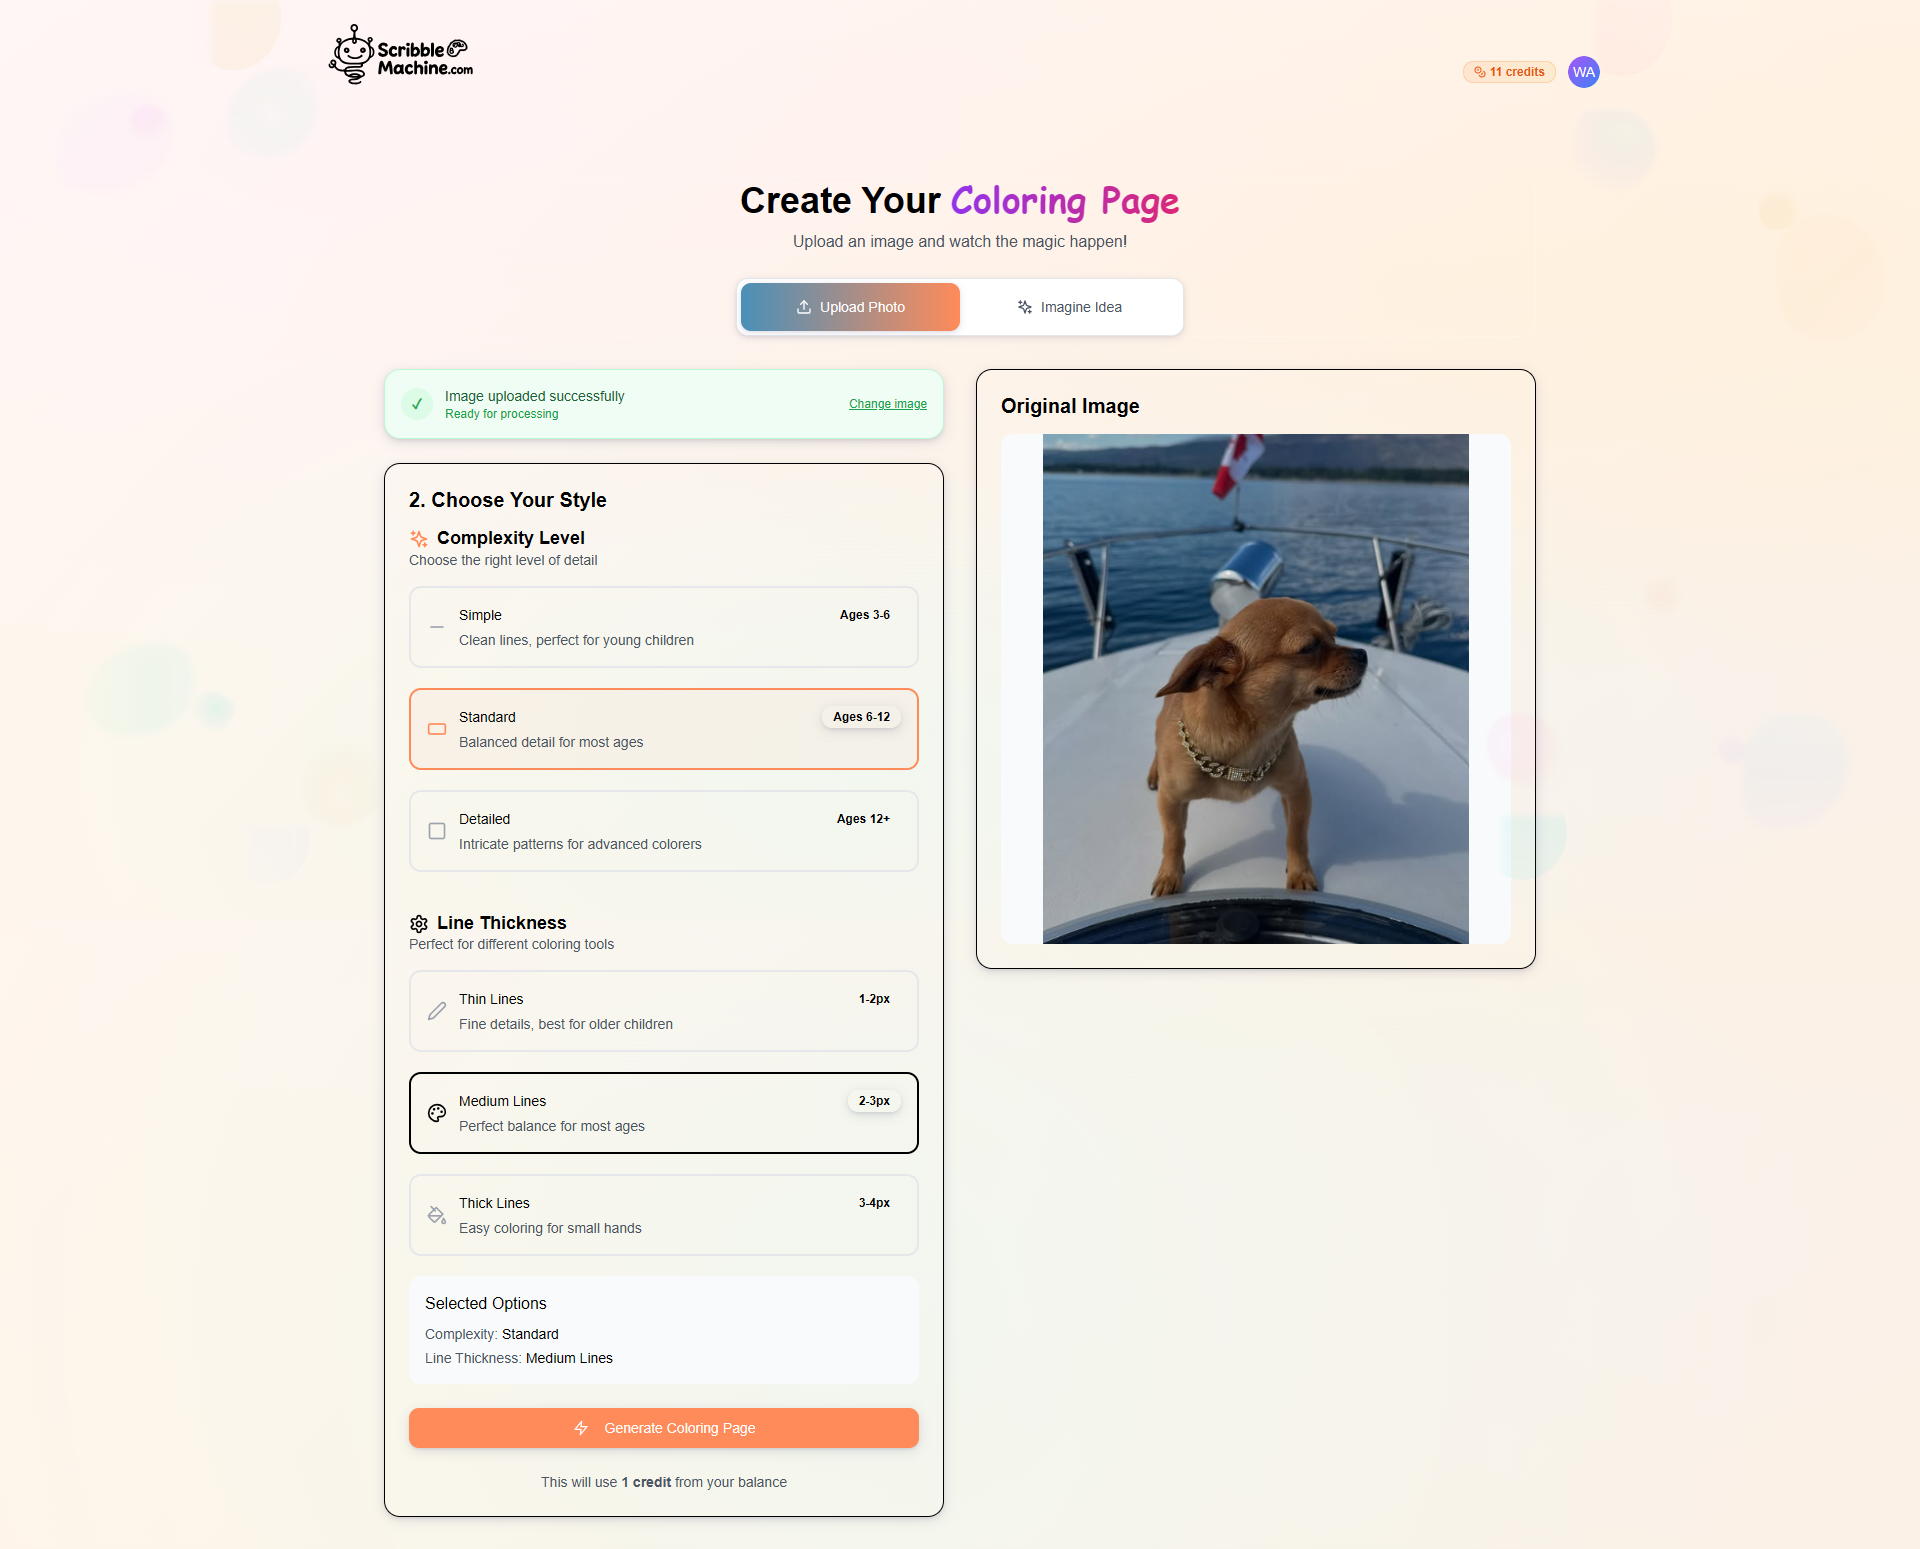 Scribble
Machine.com
11 credits
WA
Create Your Coloring Page
Upload an image and watch the magic happen!
Upload Photo
Imagine Idea
Image uploaded successfully
Ready for processing
Change image
2. Choose Your Style
Complexity Level
Choose the right level of detail
Simple
Ages 3-6
Clean lines, perfect for young children
Standard
Ages 6-12
Balanced detail for most ages
Detailed
Ages 12+
Intricate patterns for advanced colorers
Line Thickness
Perfect for different coloring tools
Thin Lines
1-2px
Fine details, best for older children
Medium Lines
2-3px
Perfect balance for most ages
Thick Lines
3-4px
Easy coloring for small hands
Selected Options
Complexity: Standard
Line Thickness: Medium Lines
Generate Coloring Page
This will use 1 credit from your balance
Original Image